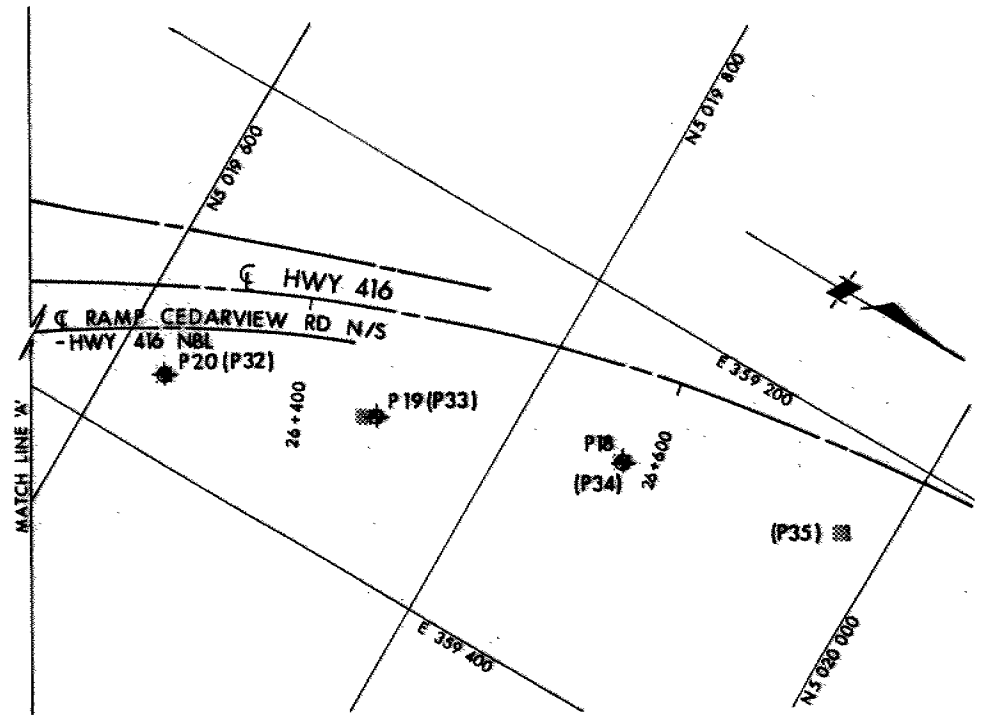 N5 019 800
N5 019 600
℄ HWY 416
℄ RAMP CEDARVIEW RD N/S
-HWY 416 NBL
P20 (P32)
E 359 200
26+400
P19 (P33)
MATCH LINE 'A'
P18
(P34)
26+600
(P35)
E 359 400
N5 020 000